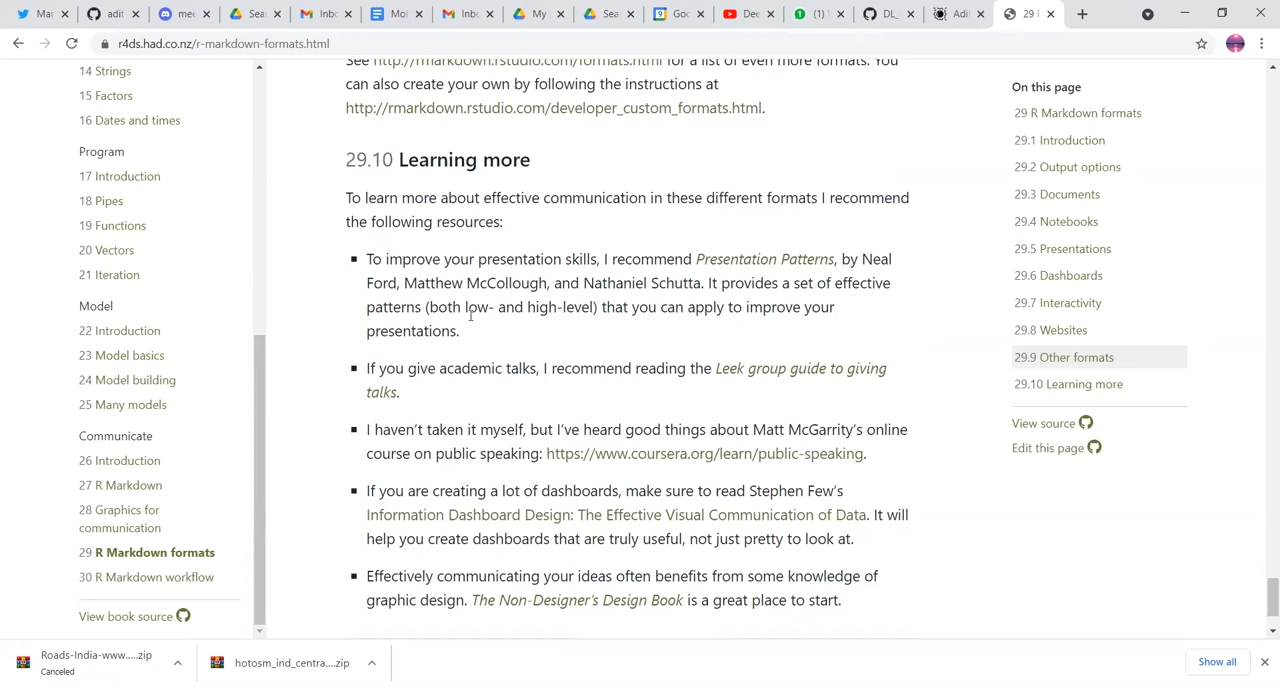 Mar
adit
mee
Sear
Inbo
Mol
Inb
My
Sea
Goo
Dee
(1)
DL_
Adi
29 F
r4ds.had.co.nz/r-markdown-formats.html
14 Strings
15 Factors
16 Dates and times
Program
17 Introduction
18 Pipes
19 Functions
20 Vectors
21 Iteration
Model
22 Introduction
23 Model basics
24 Model building
25 Many models
Communicate
26 Introduction
27 R Markdown
28 Graphics for
communication
29 R Markdown formats
30 R Markdown workflow
View book source
See http://rmarkdown.rstudio.com/formats.html for a list of even more formats. You
can also create your own by following the instructions at
http://rmarkdown.rstudio.com/developer_custom_formats.html.
29.10 Learning more
To learn more about effective communication in these different formats I recommend
the following resources:
To improve your presentation skills, I recommend Presentation Patterns, by Neal
Ford, Matthew McCollough, and Nathaniel Schutta. It provides a set of effective
patterns (both low- and high-level) that you can apply to improve your
presentations.
If you give academic talks, I recommend reading the Leek group guide to giving
talks.
I haven't taken it myself, but I've heard good things about Matt McGarrity's online
course on public speaking: https://www.coursera.org/learn/public-speaking.
If you are creating a lot of dashboards, make sure to read Stephen Few's
Information Dashboard Design: The Effective Visual Communication of Data. It will
help you create dashboards that are truly useful, not just pretty to look at.
Effectively communicating your ideas often benefits from some knowledge of
graphic design. The Non-Designer's Design Book is a great place to start.
On this page
29 R Markdown formats
29.1 Introduction
29.2 Output options
29.3 Documents
29.4 Notebooks
29.5 Presentations
29.6 Dashboards
29.7 Interactivity
29.8 Websites
29.9 Other formats
29.10 Learning more
View source
Edit this page
Roads-India-www.....zip
Canceled
hotosm_ind_centra....zip
Show all